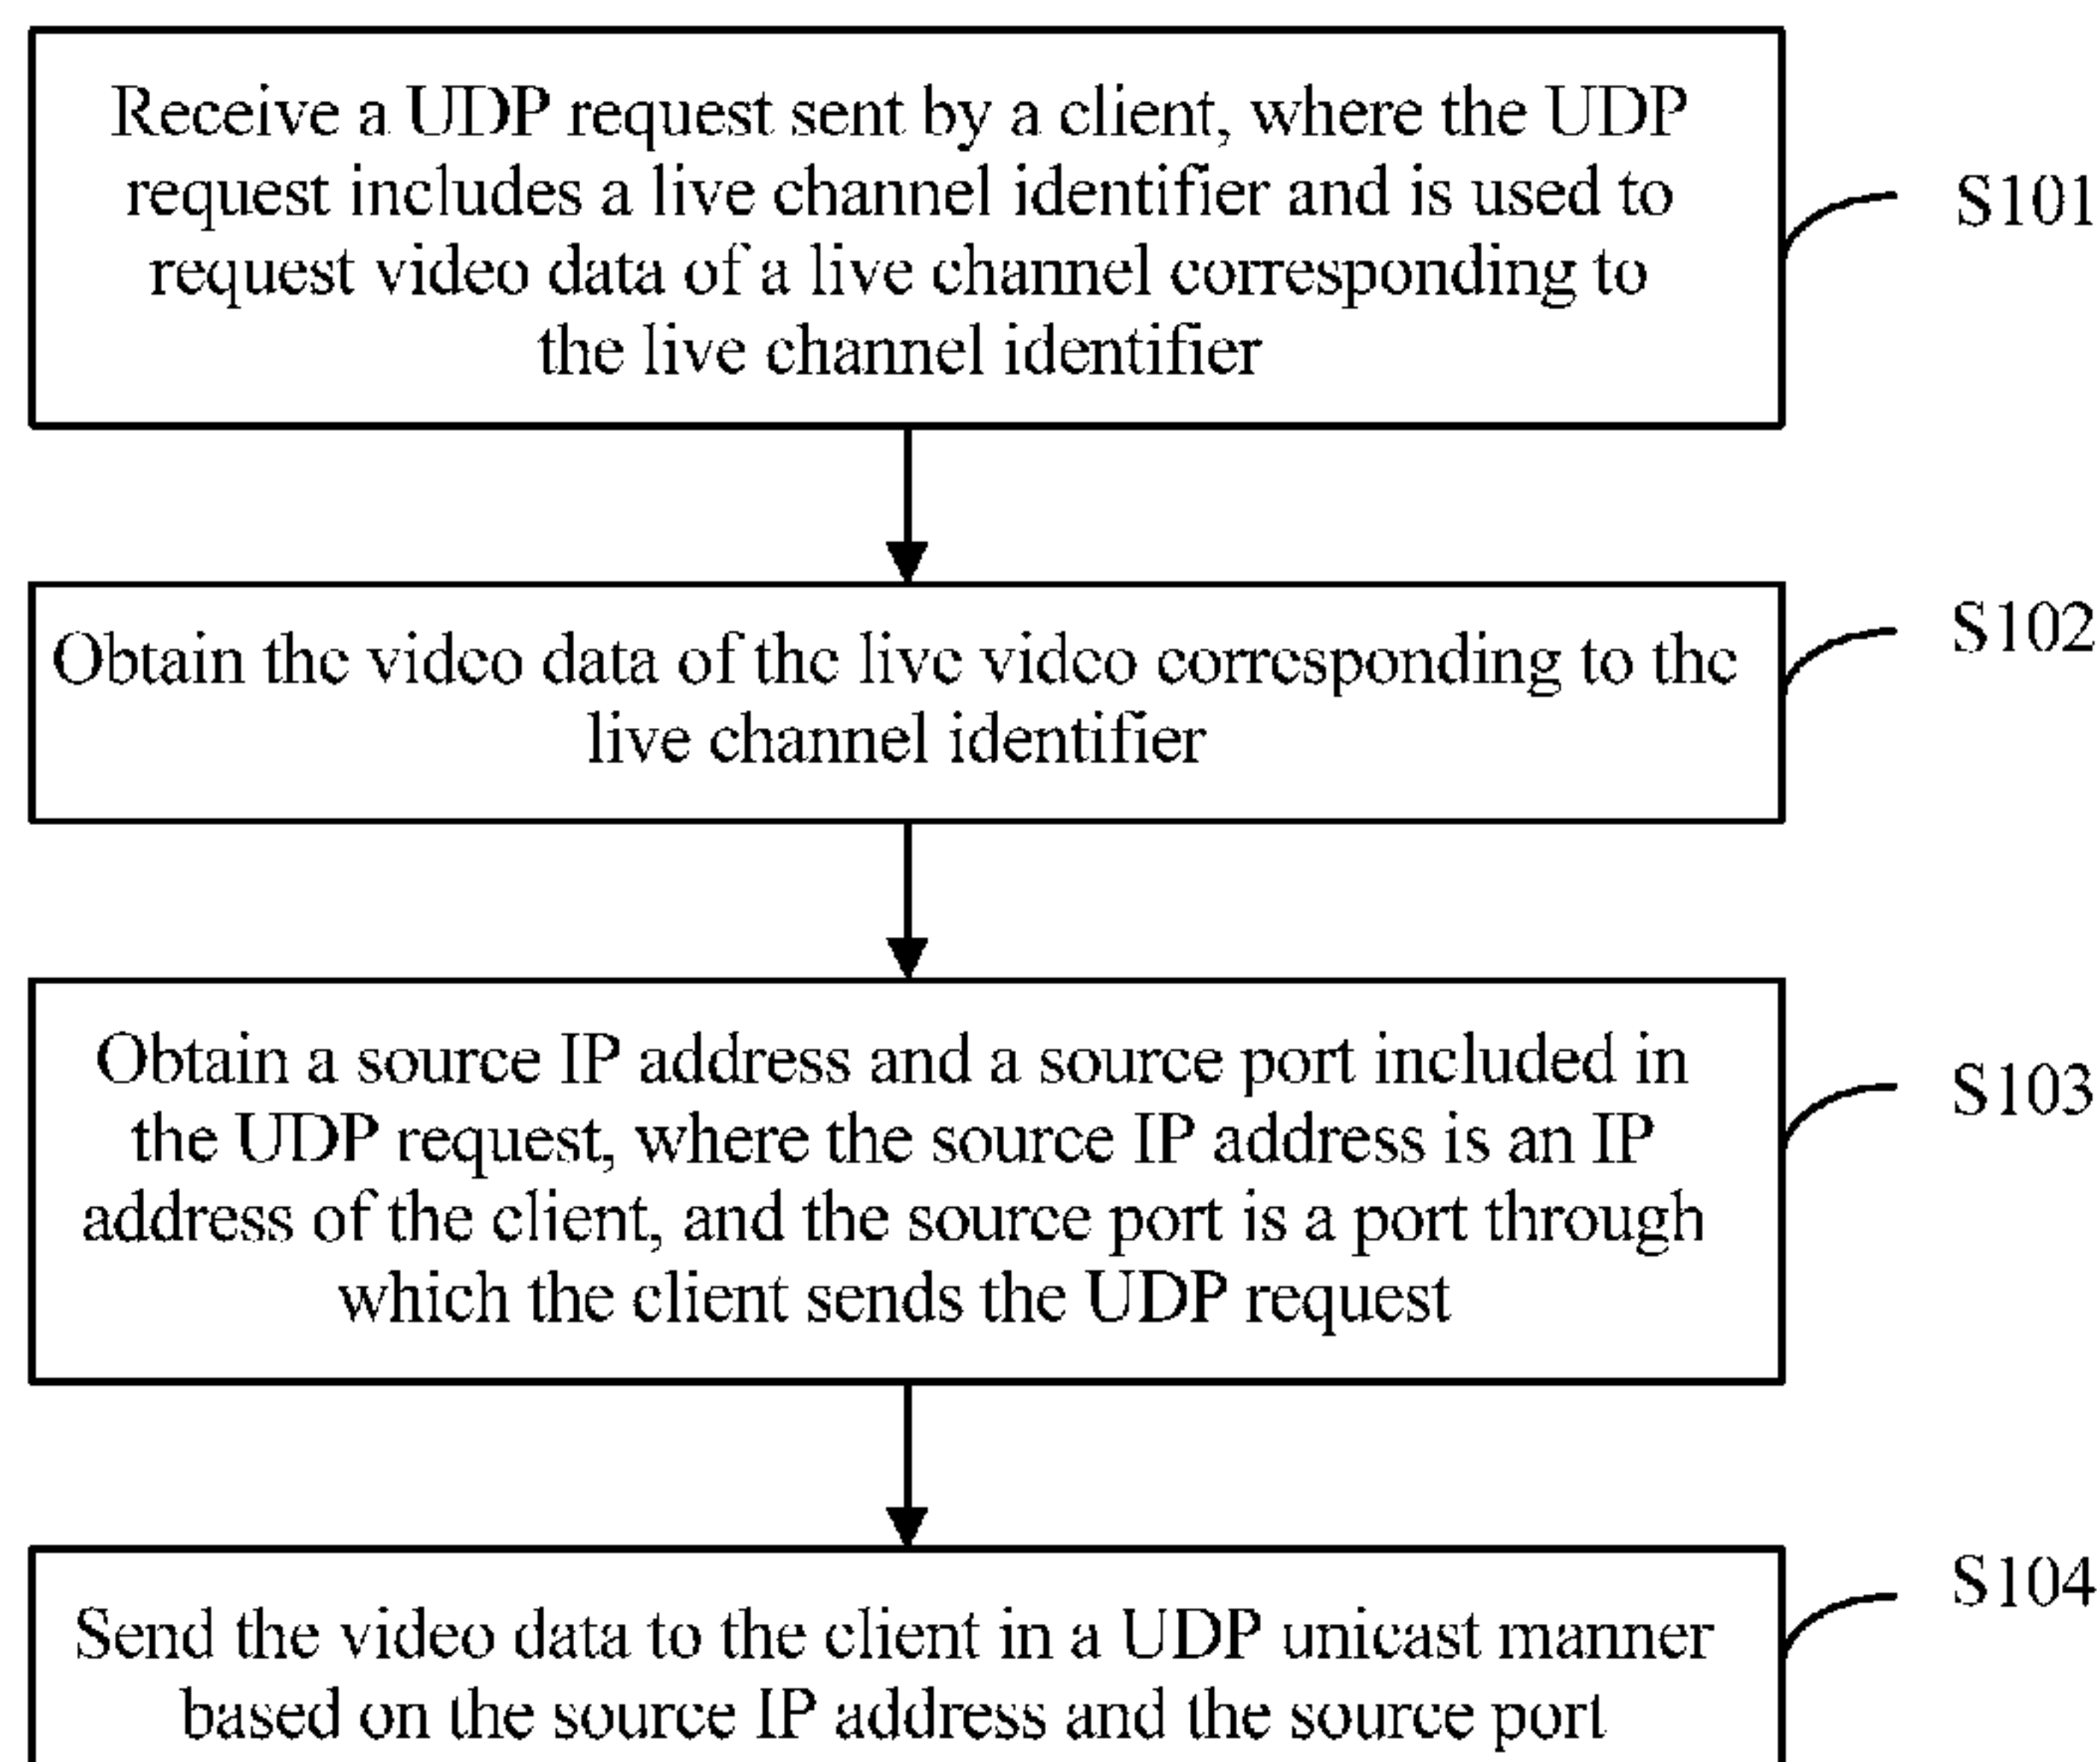 Receive a UDP request sent by a client, where the UDP
request includes a live channel identifier and is used to
request video data of a live channel corresponding to
the live channel identifier
S101
Obtain the video data of the live video corresponding to the
live channel identifier
S102
Obtain a source IP address and a source port included in
the UDP request, where the source IP address is an IP
address of the client, and the source port is a port through
which the client sends the UDP request
S103
Send the video data to the client in a UDP unicast manner
based on the source IP address and the source port
S104